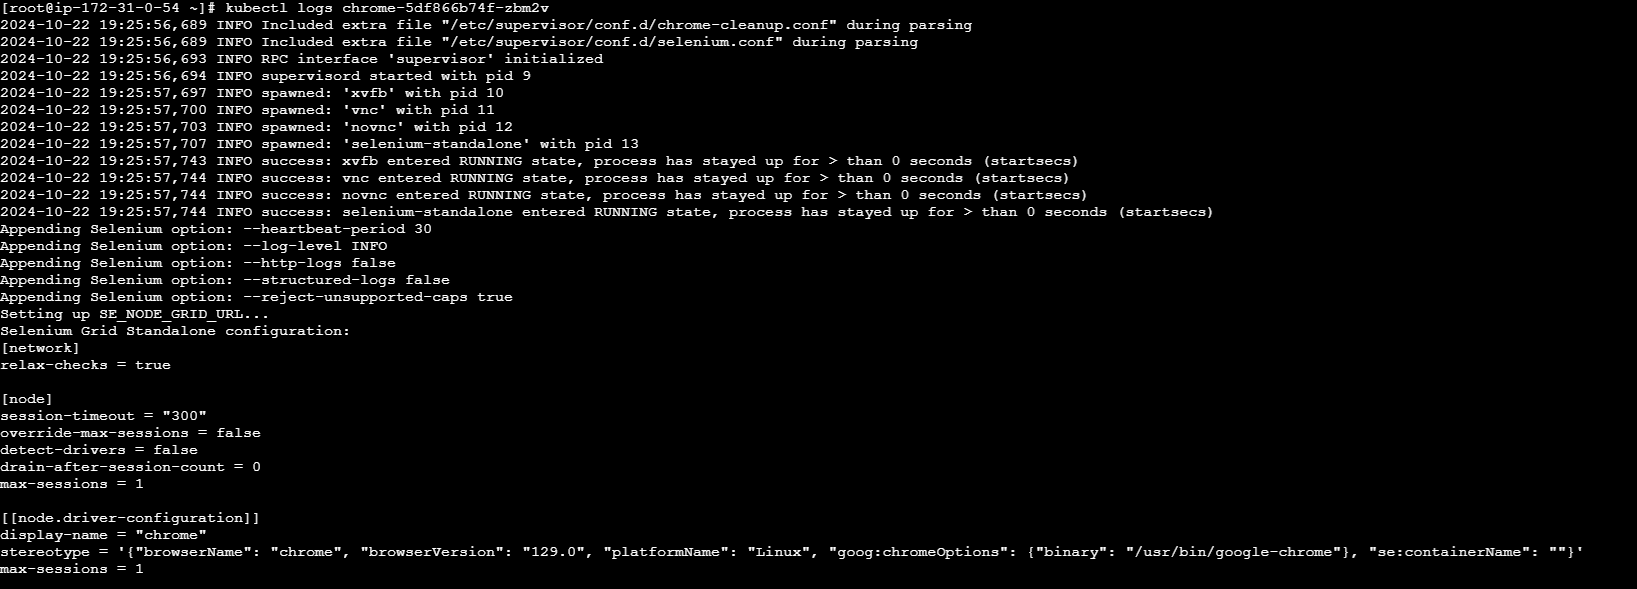 [root@ip-172-31-0-54 ~]# kubectl logs chrome-5df866b74f-zbm2v
2024-10-22 19:25:56,689 INFO Included extra file "/etc/supervisor/conf.d/chrome-cleanup.conf" during parsing
2024-10-22 19:25:56,689 INFO Included extra file "/etc/supervisor/conf.d/selenium.conf" during parsing
2024-10-22 19:25:56,693 INFO RPC interface 'supervisor' initialized
2024-10-22 19:25:56,694 INFO supervisord started with pid 9
2024-10-22 19:25:57,697 INFO spawned: 'xvfb' with pid 10
2024-10-22 19:25:57,700 INFO spawned: 'vnc' with pid 11
2024-10-22 19:25:57,703 INFO spawned: 'novnc' with pid 12
2024-10-22 19:25:57,707 INFO spawned: 'selenium-standalone' with pid 13
2024-10-22 19:25:57,743 INFO success: xvfb entered RUNNING state, process has stayed up for > than 0 seconds (startsecs)
2024-10-22 19:25:57,744 INFO success: vnc entered RUNNING state, process has stayed up for > than 0 seconds (startsecs)
2024-10-22 19:25:57,744 INFO success: novnc entered RUNNING state, process has stayed up for > than 0 seconds (startsecs)
2024-10-22 19:25:57,744 INFO success: selenium-standalone entered RUNNING state, process has stayed up for > than 0 seconds (startsecs)
Appending Selenium option: --heartbeat-period 30
Appending Selenium option: --log-level INFO
Appending Selenium option: --http-logs false
Appending Selenium option: --structured-logs false
Appending Selenium option: --reject-unsupported-caps true
Setting up SE_NODE_GRID_URL...
Selenium Grid Standalone configuration:
[network]
relax-checks = true
[node]
session-timeout = "300"
override-max-sessions = false
detect-drivers = false
drain-after-session-count = 0
max-sessions = 1
[[node.driver-configuration]]
display-name = "chrome"
stereotype = '{"browserName": "chrome", "browserVersion": "129.0", "platformName": "Linux", "goog:chromeOptions": {"binary": "/usr/bin/google-chrome"}, "se:containerName": ""}'
max-sessions = 1